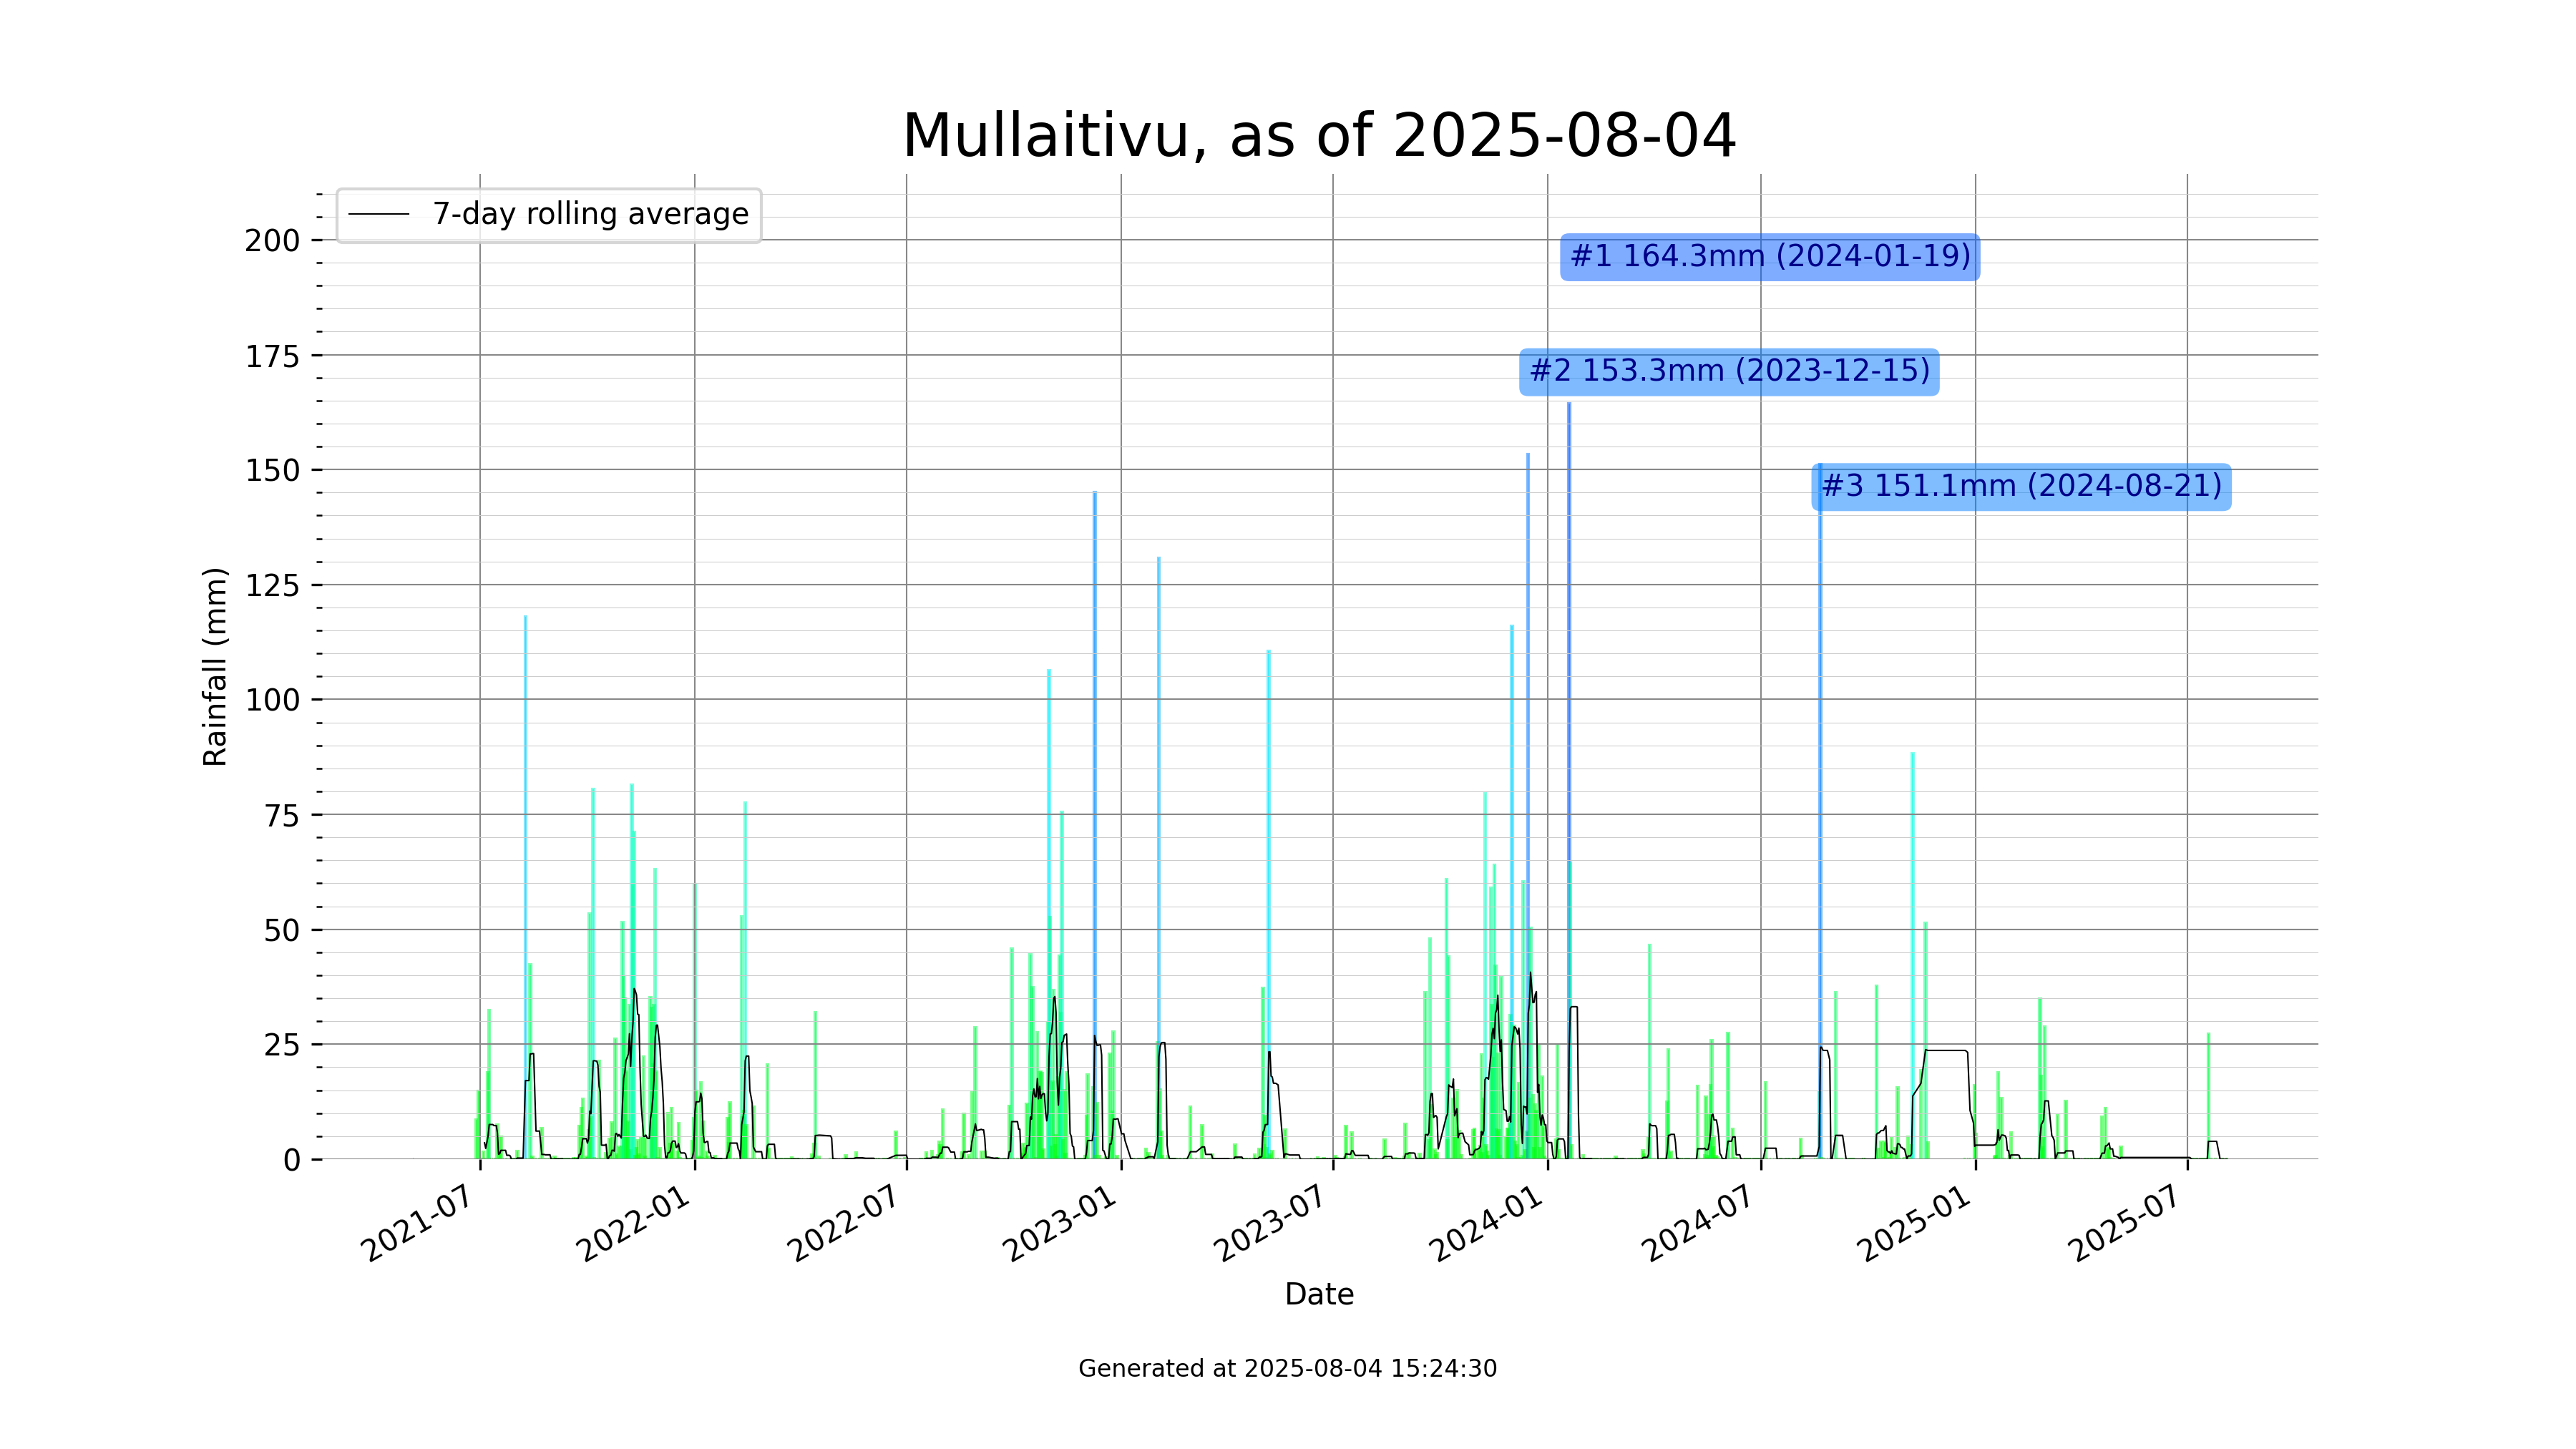 Mullaitivu, as of 2025-08-04
7-day rolling average
#1 164.3mm (2024-01-19)
#2 153.3mm (2023-12-15)
#3 151.1mm (2024-08-21)
Rainfall (mm)
200
175
150
125
100
75
50
25
0
2021-07
2022-01
2022-07
2023-01
2023-07
2024-01
2024-07
2025-01
2025-07
Date
Generated at 2025-08-04 15:24:30